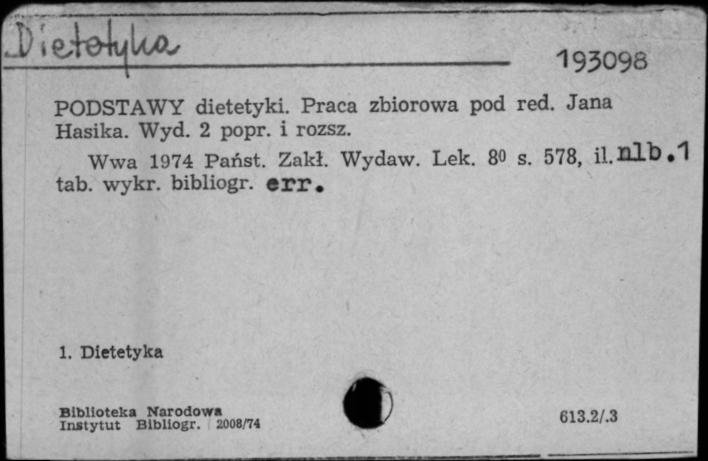 Dietetyka
193098
PODSTAWY dietetyki. Praca zbiorowa pod red. Jana
Hasika. Wyd. 2 popr. i rozsz.
Wwa 1974 Państ. Zakł. Wydaw. Lek. 8⁰ s. 578, il. nlb.1
tab. wykr. bibliogr. err.
1. Dietetyka
Biblioteka Narodowa
Instytut Bibliogr. 2008/74
613.2/.3